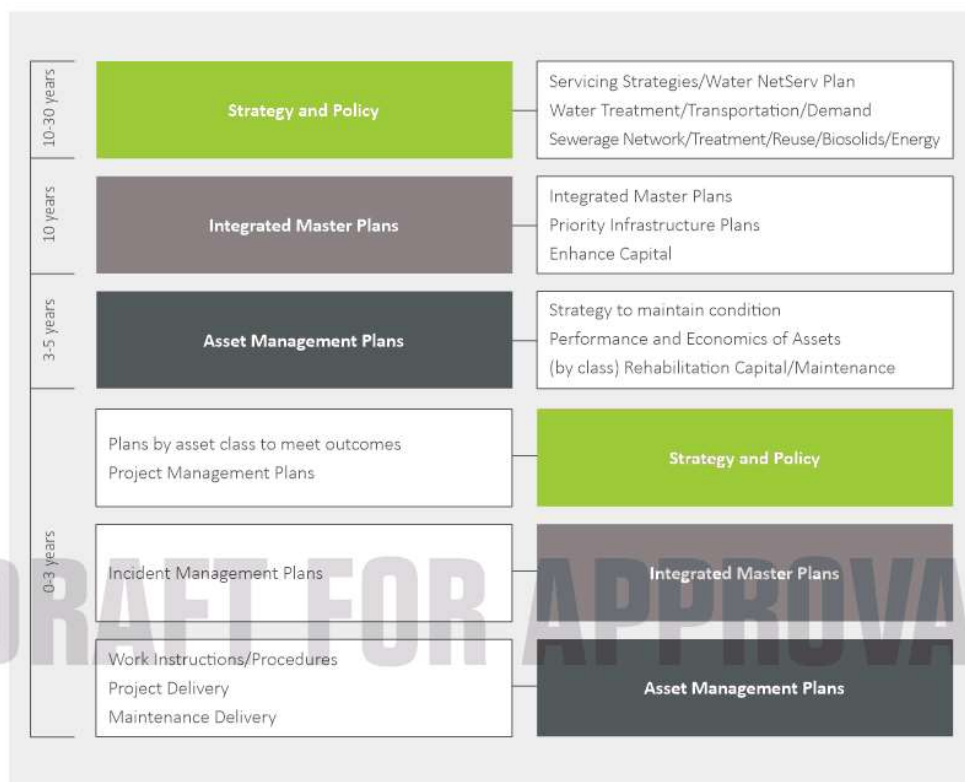 10-30 years
Strategy and Policy
Servicing Strategies/Water NetServ Plan
Water Treatment/Transportation/Demand
Sewerage Network/Treatment/Reuse/Biosolids/Energy
10 years
Integrated Master Plans
Integrated Master Plans
Priority Infrastructure Plans
Enhance Capital
3-5 years
Asset Management Plans
Strategy to maintain condition
Performance and Economics of Assets
(by class) Rehabilitation Capital/Maintenance
0-3 years
Plans by asset class to meet outcomes
Project Management Plans
Strategy and Policy
Incident Management Plans
Integrated Master Plans
Work Instructions/Procedures
Project Delivery
Maintenance Delivery
Asset Management Plans
DRAFT FOR APPROVA